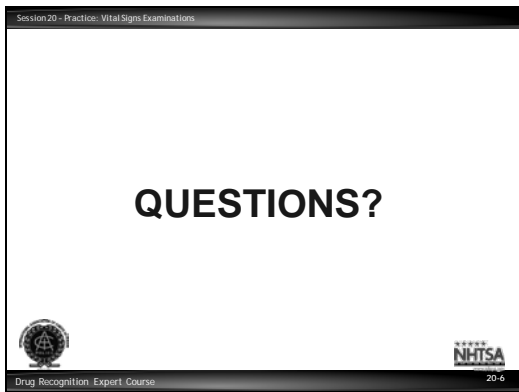 Session 20 - Practice: Vital Signs Examinations
QUESTIONS?
NHTSA
Drug Recognition Expert Course
20-6